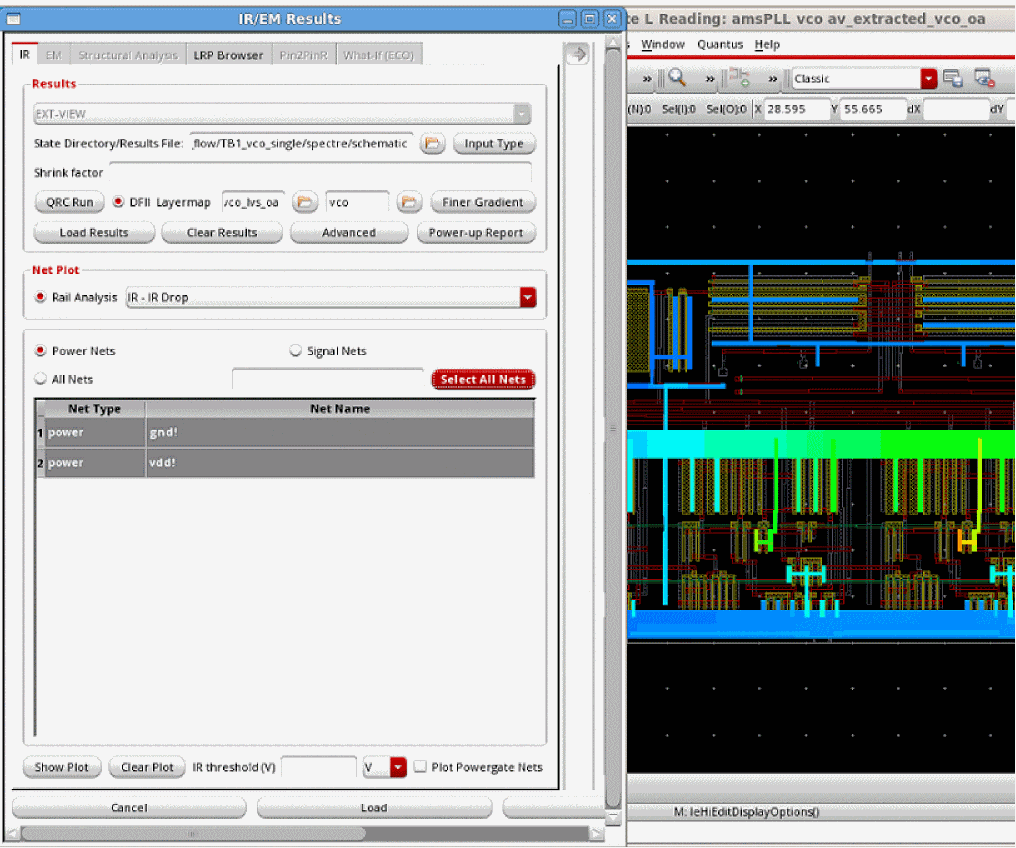 IR/EM Results
te L Reading: amsPLL vco av_extracted_vco_oa
Window Quantus Help
» » » Classic
(N):0 Sel(I):0 Sel(O):0 X 28.595 Y 55.665 dX dY
IR EM Structural Analysis LRP Browser Pin2PinR What-If (ECO)
Results
EXT-VIEW
State Directory/Results File: _flow/TB1_vco_single/spectre/schematic Input Type
Shrink factor
QRC Run DFII Layermap vco_lvs_oa vco Finer Gradient
Load Results Clear Results Advanced Power-up Report
Net Plot
Rail Analysis IR - IR Drop
Power Nets Signal Nets
All Nets Select All Nets
Net Type Net Name
1 power gnd!
2 power vdd!
Show Plot Clear Plot IR threshold (V) V Plot Powergate Nets
Cancel Load
M: leHiEditDisplayOptions()